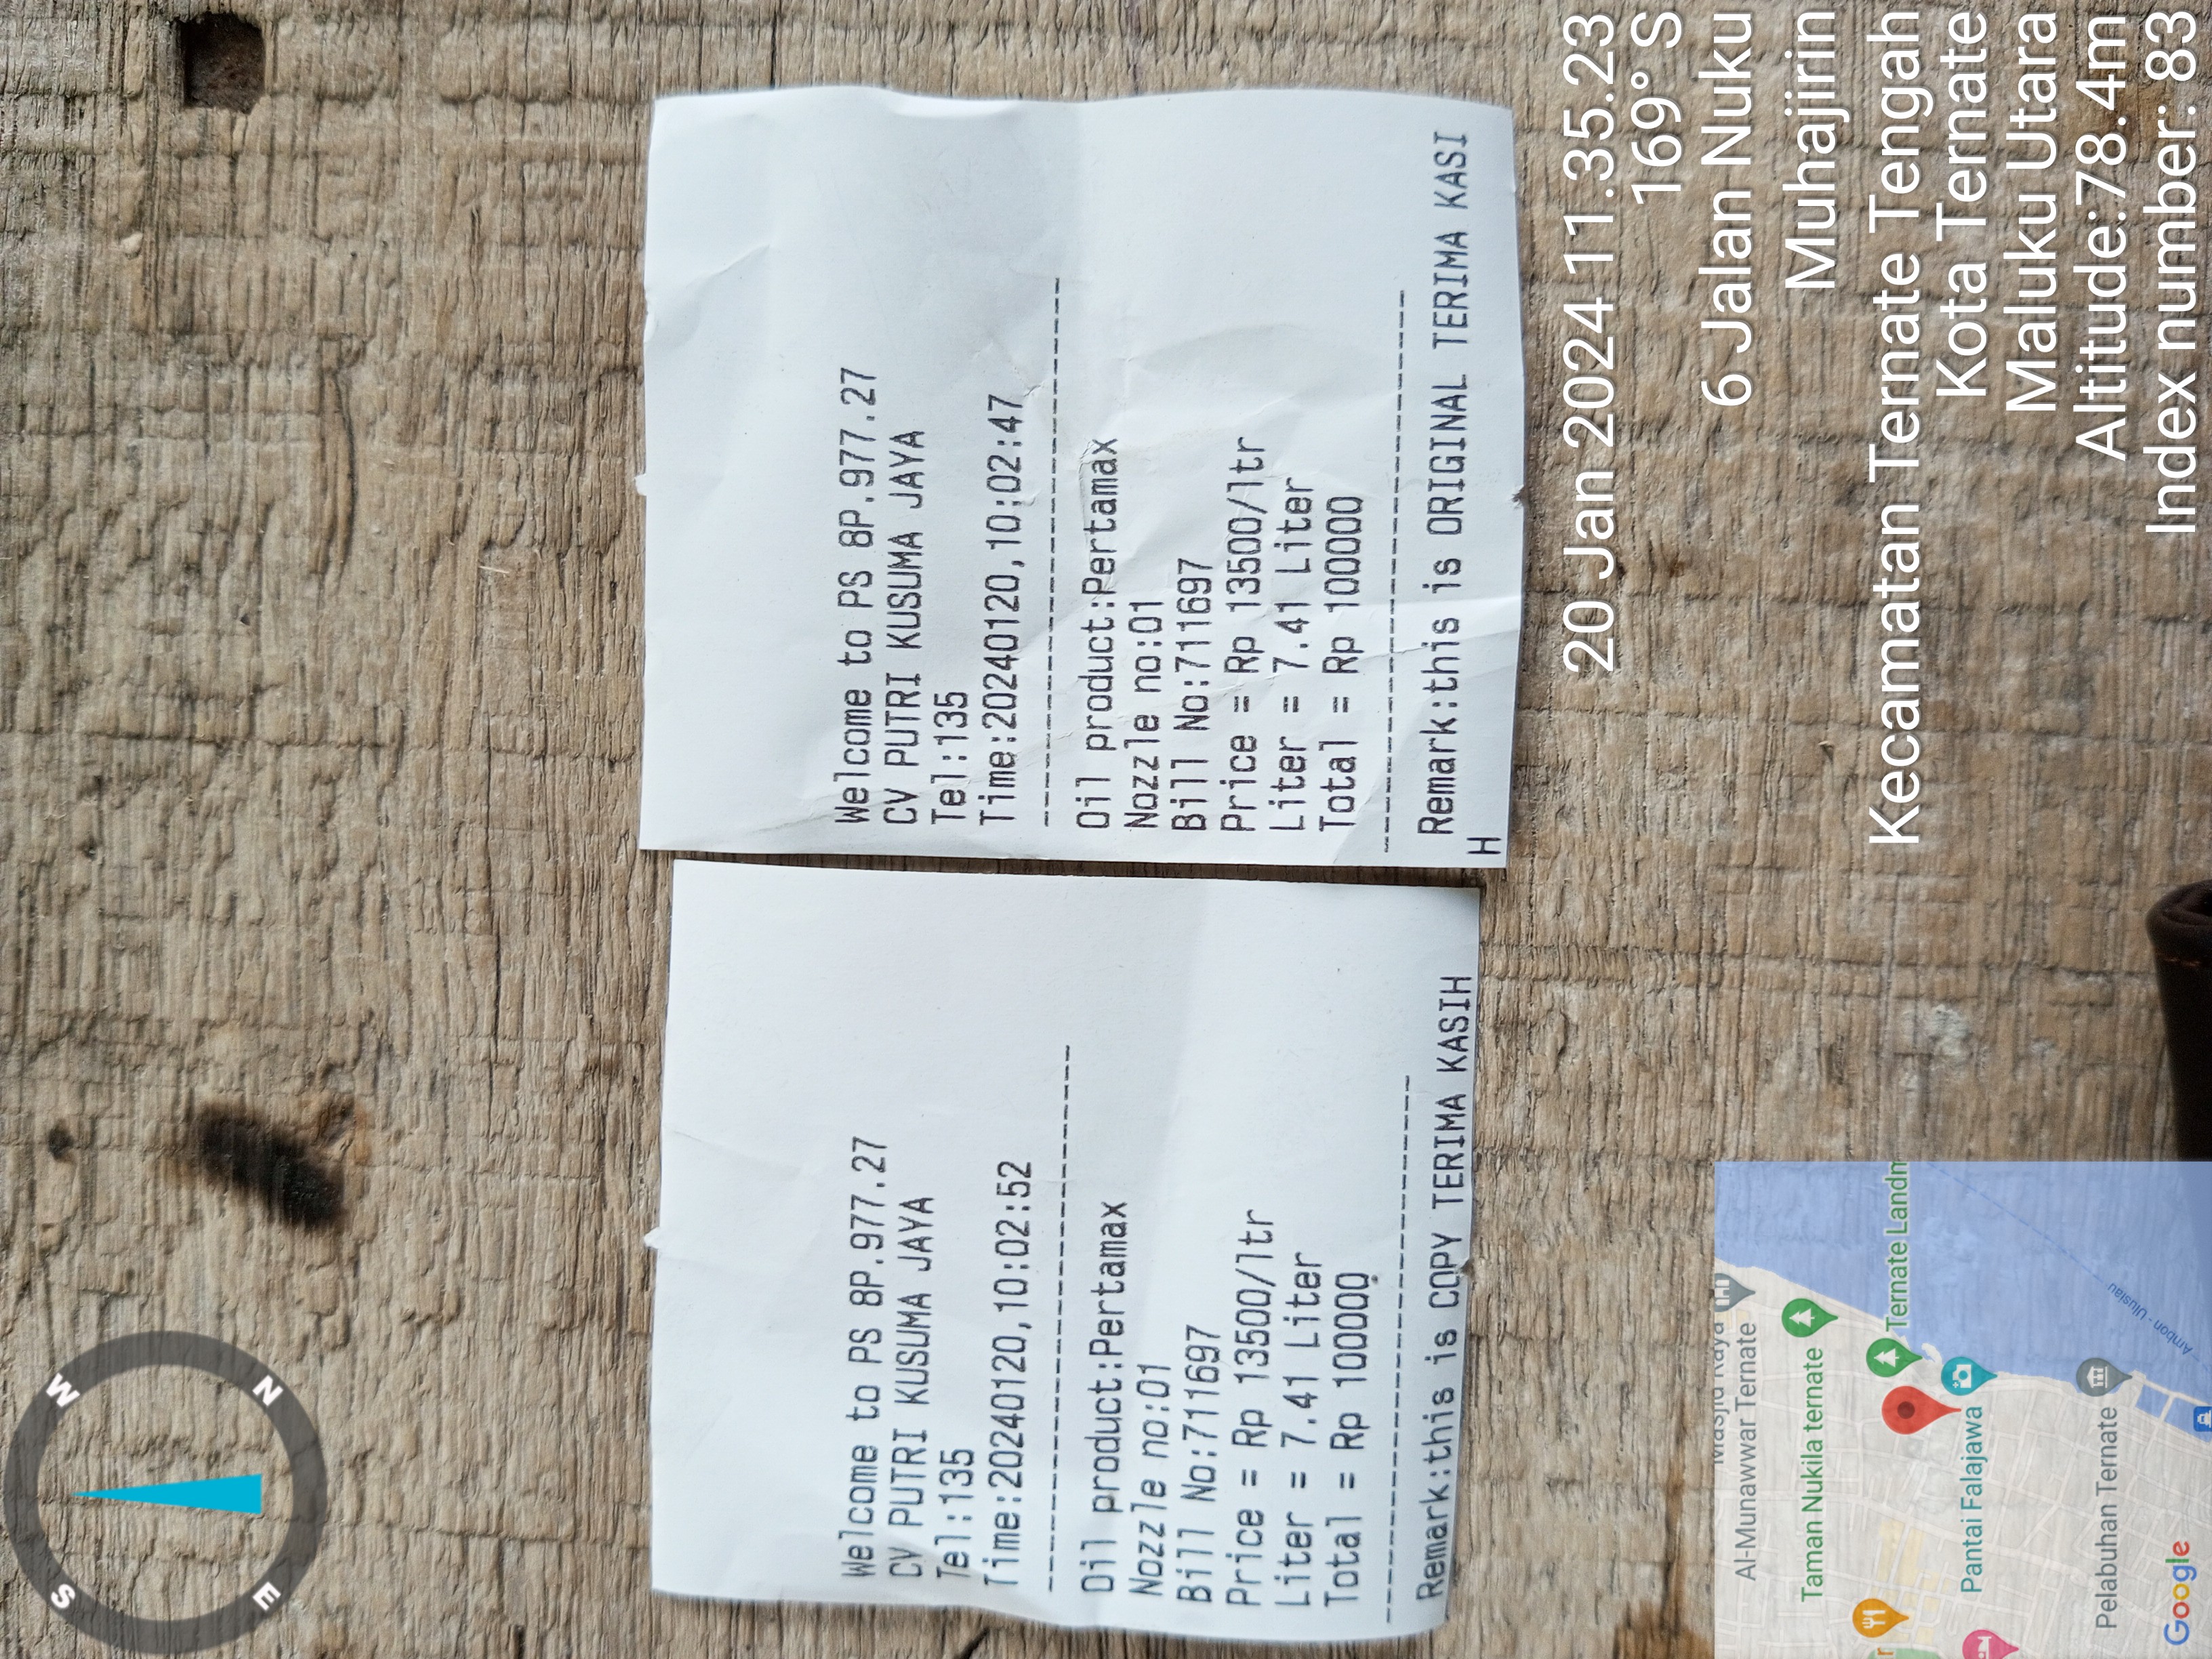 Welcome to PS 8P.977.27
CV PUTRI KUSUMA JAYA
Tel:135
Time:20240120,10:02:52
Oil product:Pertamax
Nozzle no:01
Bill No:711697
Price = Rp 13500/ltr
Liter = 7.41 Liter
Total = Rp 100000
Remark:this is COPY TERIMA KASIH
Welcome to PS 8P.977.27
CV PUTRI KUSUMA JAYA
Tel:135
Time:20240120,10:02:47
Oil product:Pertamax
Nozzle no:01
Bill No:711697
Price = Rp 13500/ltr
Liter = 7.41 Liter
Total = Rp 100000
Remark:this is ORIGINAL TERIMA KASI
H
20 Jan 2024 11.35.23
169° S
6 Jalan Nuku
Muhajirin
Kecamatan Ternate Tengah
Kota Ternate
Maluku Utara
Altitude:78.4m
Index number: 83
W
N
S
E
Al-Munawwar Ternate
Taman Nukila ternate
Ternate Landm
Pantai Falajawa
Pelabuhan Ternate
Ambon - Ulusiau
Google